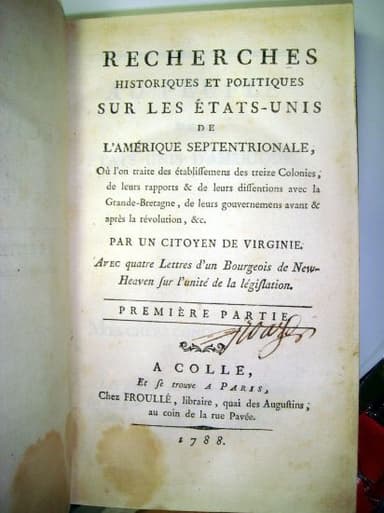 RECHERCHES
HISTORIQUES ET POLITIQUES
SUR LES ÉTATS-UNIS
DE
L'AMÉRIQUE SEPTENTRIONALE,
Où l'on traite des établissemens des treize Colonies,
de leurs rapports & de leurs dissentions avec la
Grande-Bretagne, de leurs gouvernemens avant &
après la révolution, &c.
PAR UN CITOYEN DE VIRGINIE.
AVEC quatre Lettres d'un Bourgeois de New-
Heaven sur l'unité de la législation.
PREMIÈRE PARTIE
A COLLE,
Et se trouve A PARIS,
Chez FROULLÉ, libraire, quai des Augustins,
au coin de la rue Pavée.
1788.